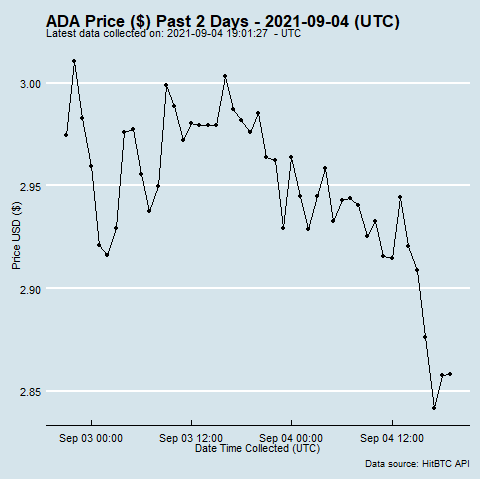 ADA Price ($) Past 2 Days - 2021-09-04 (UTC)
Latest data collected on: 2021-09-04 19:01:27  - UTC
3.00
2.95
2.90
2.85
Price USD ($)
Sep 03 00:00
Sep 03 12:00
Sep 04 00:00
Sep 04 12:00
Date Time Collected (UTC)
Data source: HitBTC API